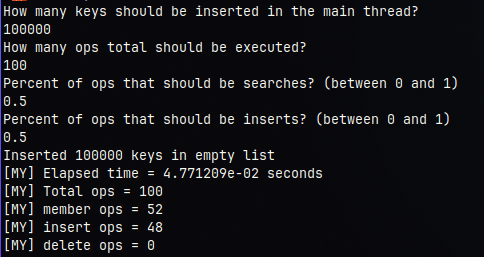 How many keys should be inserted in the main thread?
100000
How many ops total should be executed?
100
Percent of ops that should be searches? (between 0 and 1)
0.5
Percent of ops that should be inserts? (between 0 and 1)
0.5
Inserted 100000 keys in empty list
[MY] Elapsed time = 4.771209e-02 seconds
[MY] Total ops = 100
[MY] member ops = 52
[MY] insert ops = 48
[MY] delete ops = 0